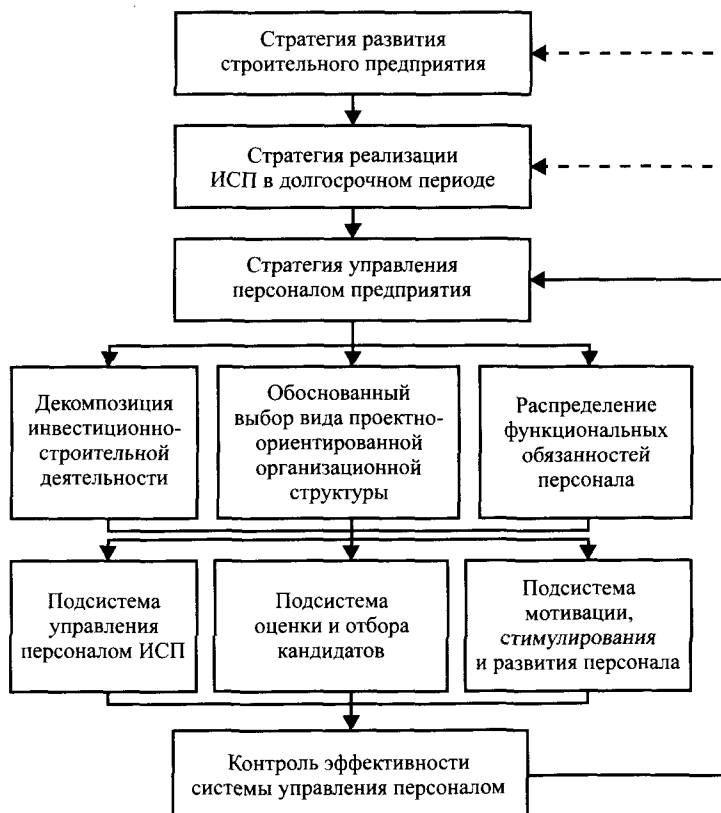 Стратегия развития
строительного предприятия
Стратегия реализации
ИСП в долгосрочном периоде
Стратегия управления
персоналом предприятия
Декомпозиция
инвестиционно-
строительной
деятельности
Обоснованный
выбор вида проектно-
ориентированной
организационной
структуры
Распределение
функциональных
обязанностей
персонала
Подсистема
управления
персоналом ИСП
Подсистема
оценки и отбора
кандидатов
Подсистема
мотивации,
стимулирования
и развития персонала
Контроль эффективности
системы управления персоналом